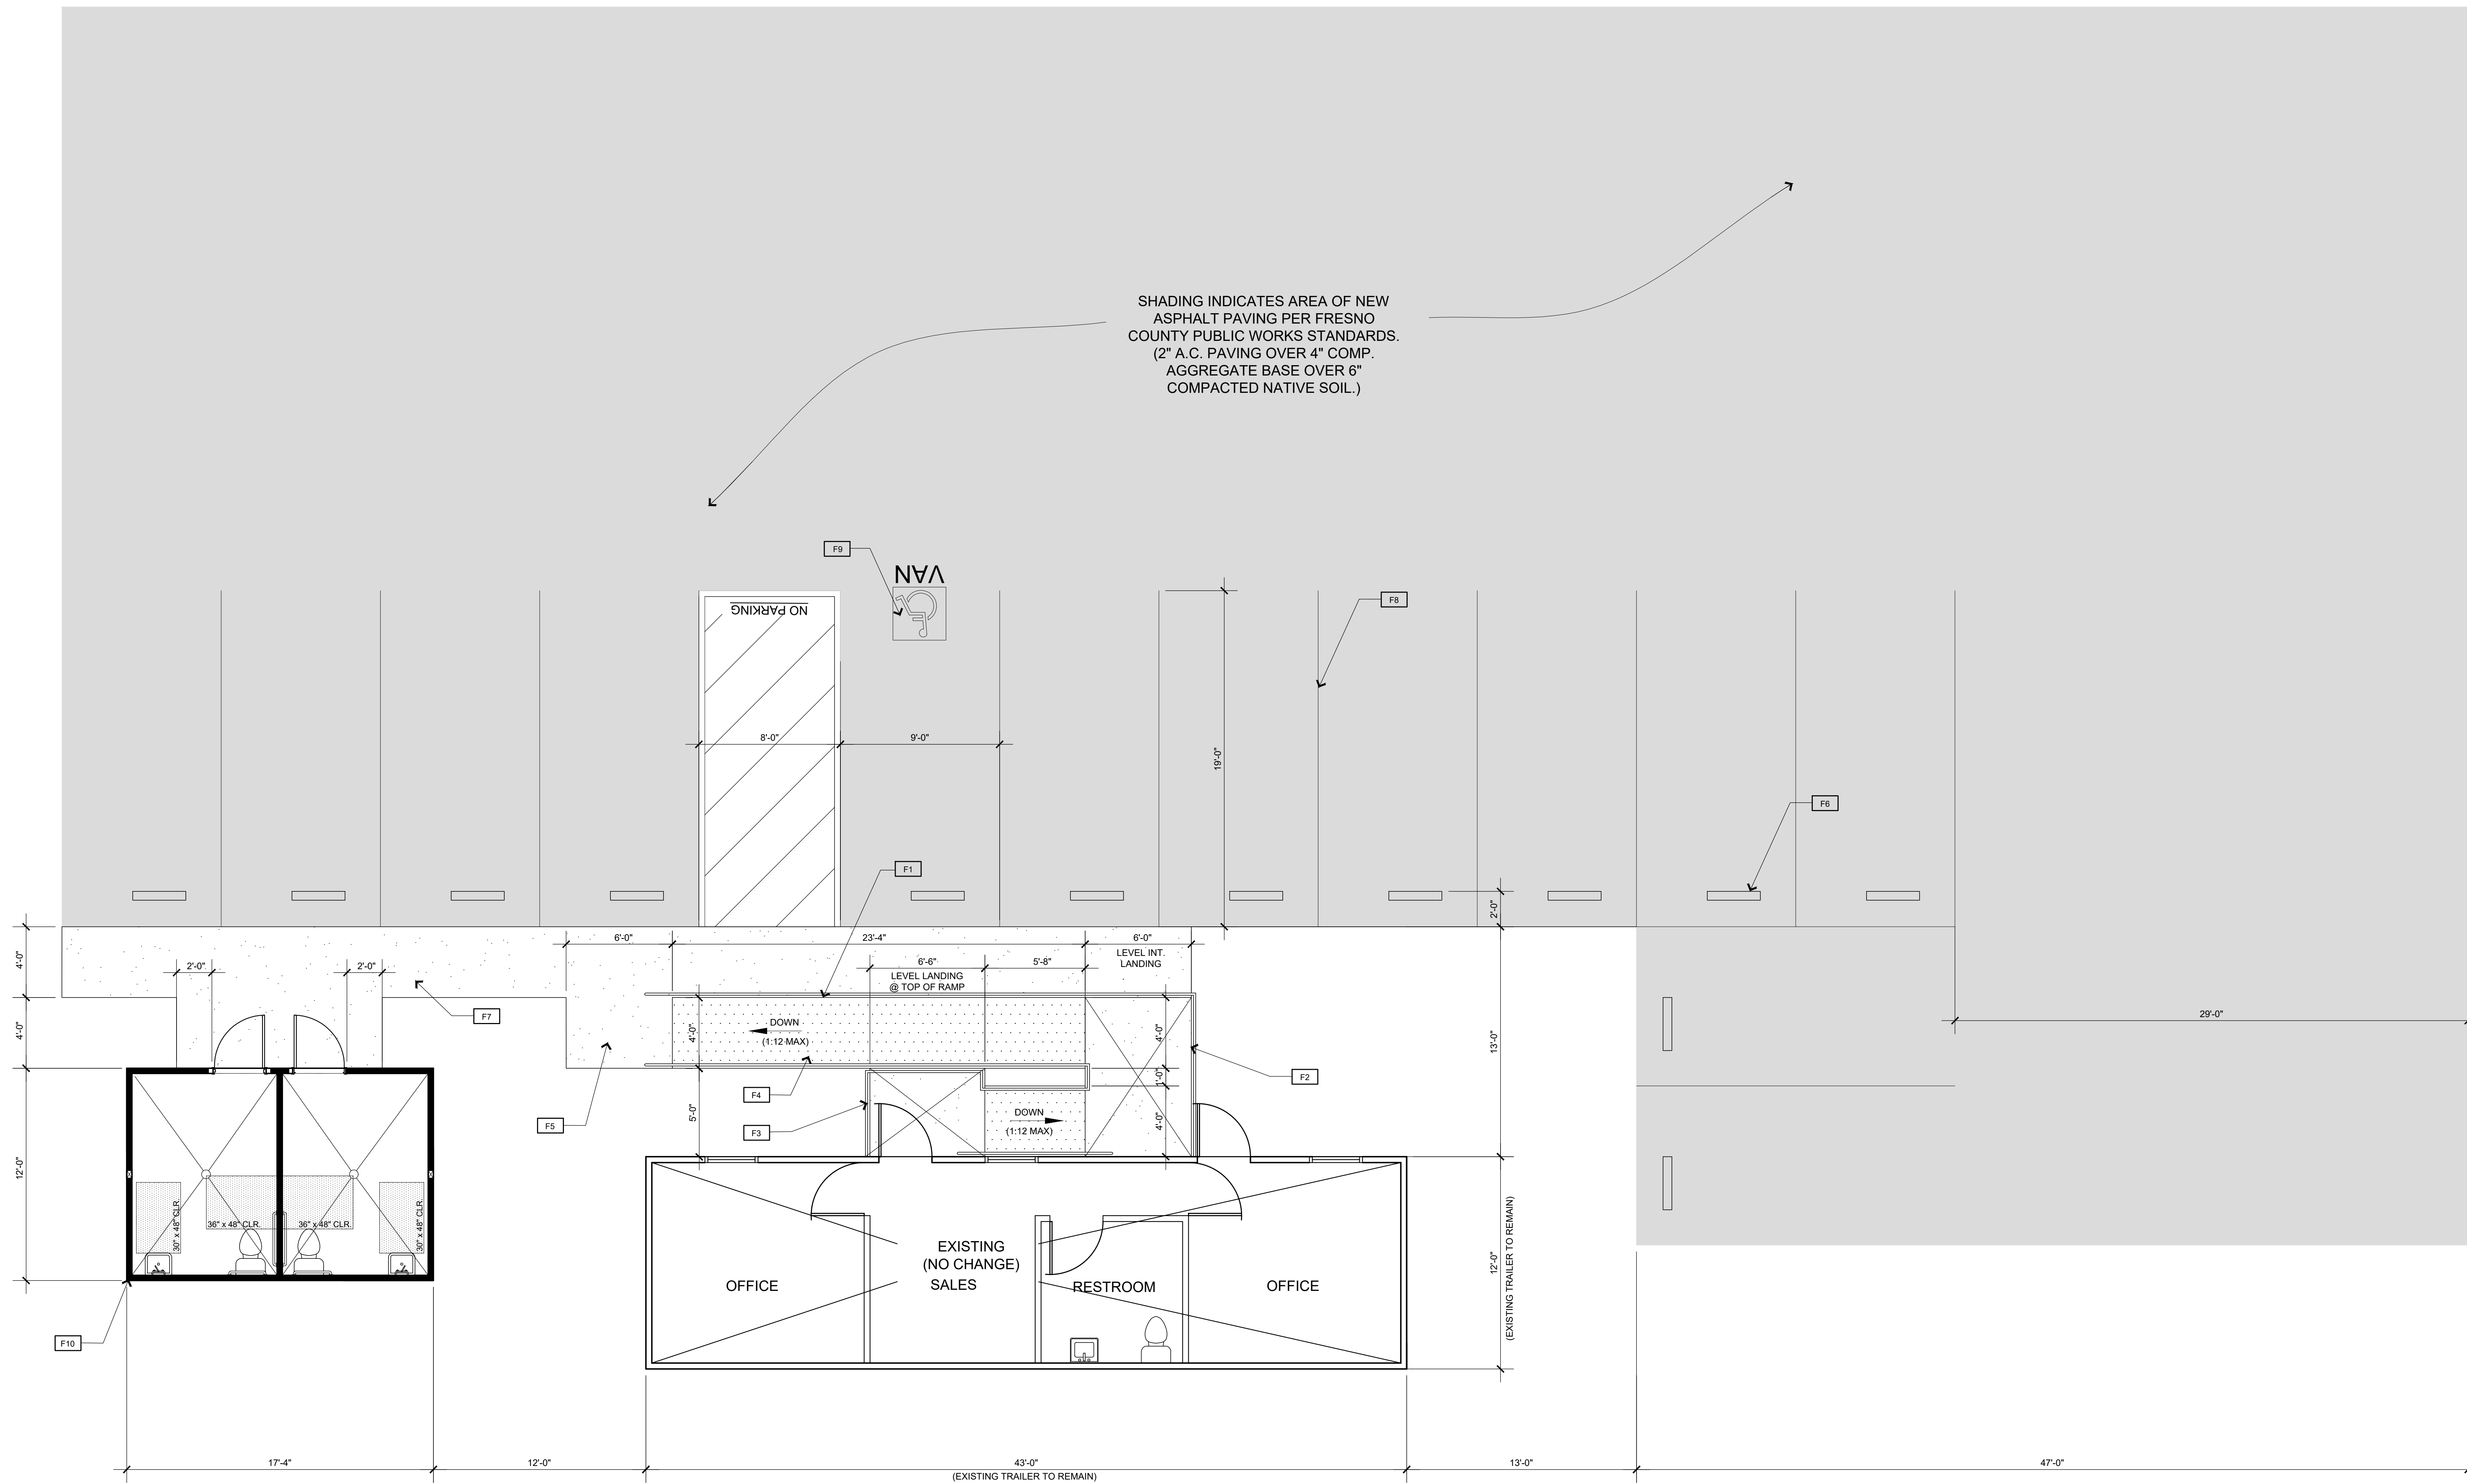 SHADING INDICATES AREA OF NEW
ASPHALT PAVING PER FRESNO
COUNTY PUBLIC WORKS STANDARDS.
(2" A.C. PAVING OVER 4" COMP.
AGGREGATE BASE OVER 6"
COMPACTED NATIVE SOIL.)
F9
VAN
NO PARKING
F8
8'-0"
9'-0"
19'-0"
F6
F1
2'-0"
4'-0"
6'-0"
23'-4"
6'-0"
LEVEL INT.
LANDING
2'-0"
2'-0"
6'-6"
5'-8"
LEVEL LANDING
@ TOP OF RAMP
F7
4'-0"
DOWN
(1:12 MAX)
4'-0"
4'-0"
13'-0"
29'-0"
F2
F4
F5
F3
5'-0"
1'-0"
DOWN
(1:12 MAX)
4'-0"
12'-0"
30" x 48" CLR.
36" x 48" CLR.
36" x 48" CLR.
30" x 48" CLR.
EXISTING
(NO CHANGE)
SALES
OFFICE
RESTROOM
OFFICE
12'-0"
(EXISTING TRAILER TO REMAIN)
F10
17'-4"
12'-0"
43'-0"
(EXISTING TRAILER TO REMAIN)
13'-0"
47'-0"